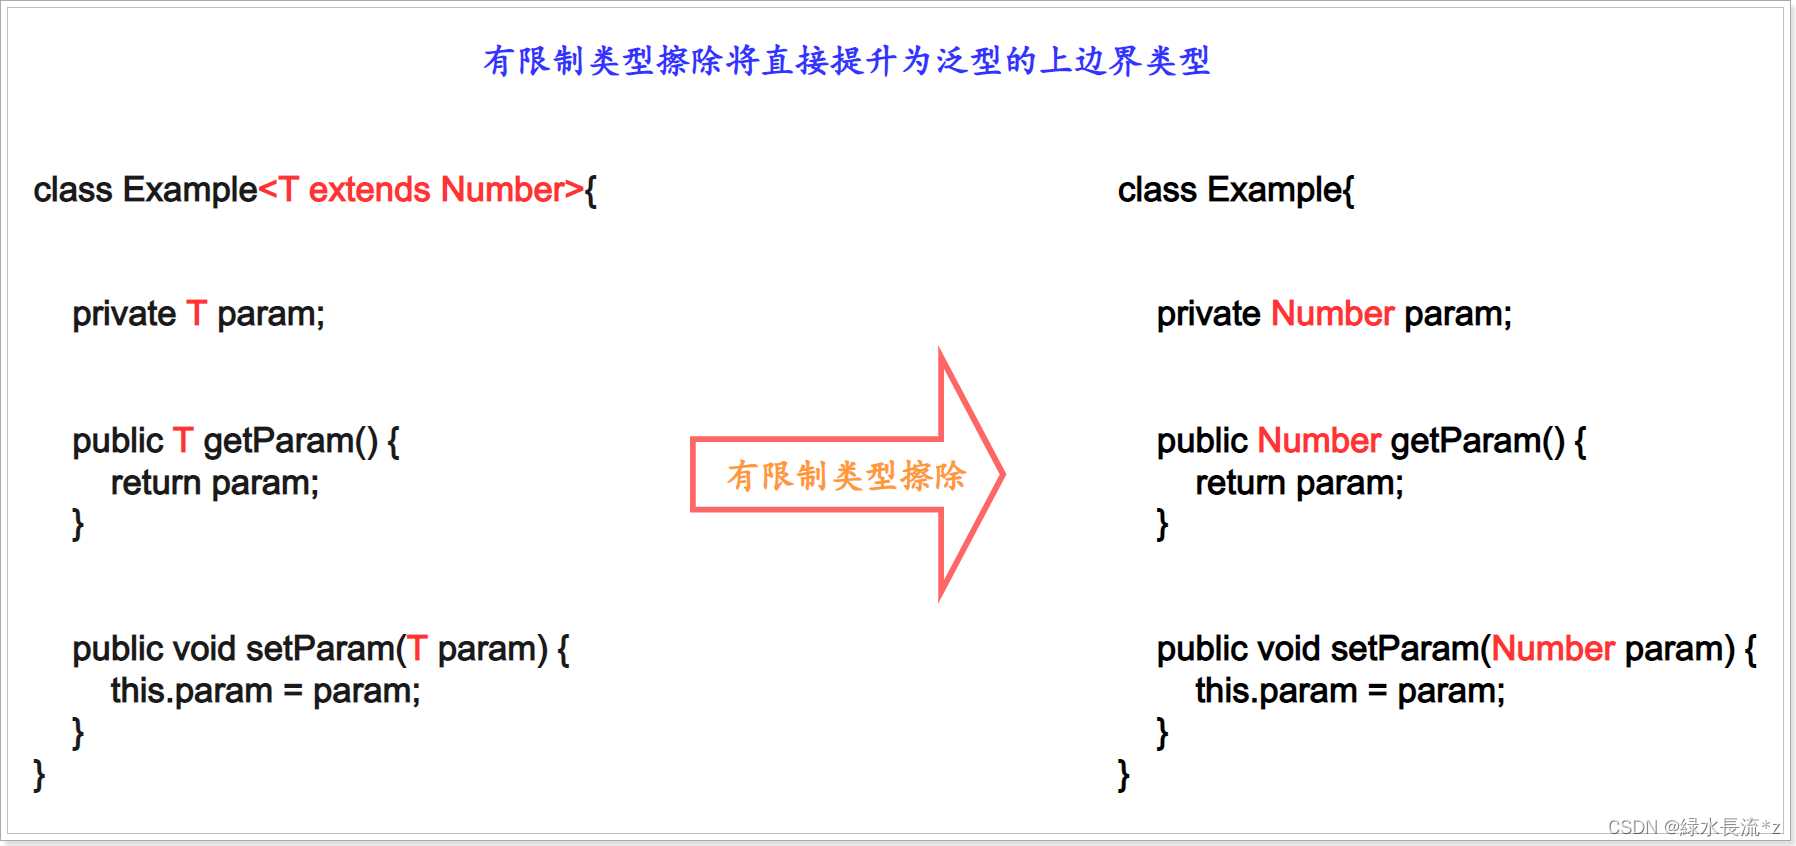 有限制类型擦除将直接提升为泛型的上边界类型
class Example<T extends Number>{
private T param;
public T getParam() {
return param;
}
public void setParam(T param) {
this.param = param;
}
}
有限制类型擦除
class Example{
private Number param;
public Number getParam() {
return param;
}
public void setParam(Number param) {
this.param = param;
}
}
CSDN @緑水長流*z